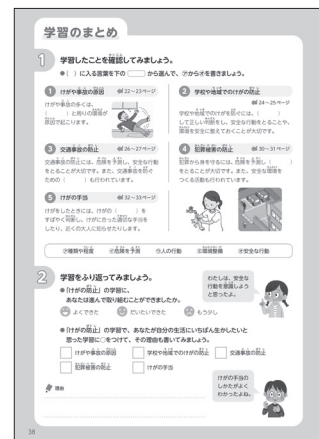 学習のまとめ
1 学習したことを確認してみましょう。
●( )に入る言葉を下の　　から選んで、㋐から㋔を書きましょう。
1 けがや事故の原因 22〜23ページ
けがや事故の多くは、
( )と周りの環境が
原因で起こります。
2 学校や地域でのけがの防止
24〜25ページ
学校や地域でのけがを防ぐには、( )
して正しい判断をし、安全な行動をとることや、
環境を安全に整えておくことが大切です。
3 交通事故の防止 26〜27ページ
交通事故の防止には、危険を予測し、安全な行動
をとることが大切です。また、交通事故を防ぐ
ための( )も行われています。
4 犯罪被害の防止 30〜31ページ
犯罪から身を守るには、危険を予測し、( )
をとることが大切です。また、安全な環境を
つくる活動も行われています。
5 けがの手当 32〜33ページ
けがをしたときには、けがの( )を
すばやく判断し、けがに合った適切な手当を
したり、近くの大人に知らせたりします。
㋐種類や程度 ㋑危険を予測 ㋒人の行動 ㋓環境整備 ㋔安全な行動
2 学習をふり返ってみましょう。
●「けがの防止」の学習に、
あなたは進んで取り組むことができましたか。
よくできた だいたいできた もう少し
わたしは、安全な
行動を意識しよう
と思ったよ。
●「けがの防止」の学習で、あなたが自分の生活にいちばん生かしたいと
思った学習に○をつけて、その理由も書いてみましょう。
けがや事故の原因 学校や地域でのけがの防止 交通事故の防止
犯罪被害の防止 けがの手当
理由
けがの手当の
しかたがよく
わかったよね。
38